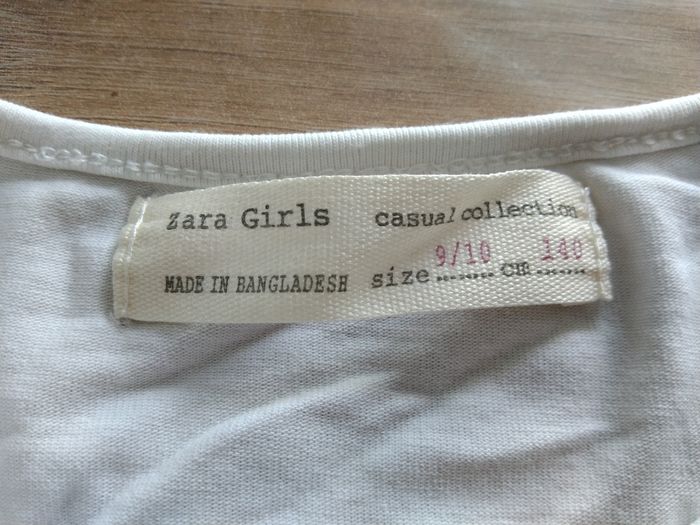 Zara Girls casual collection
MADE IN BANGLADESH size 9/10 cm 140